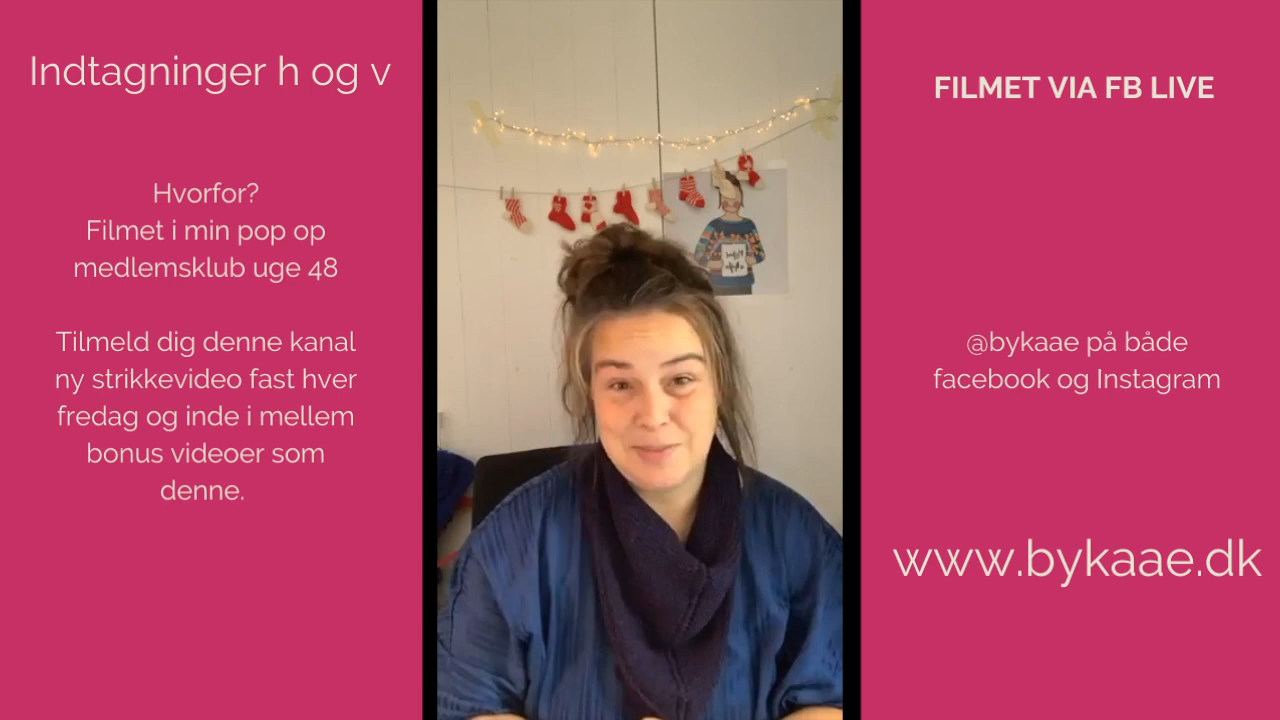 Indtagninger h og v
Hvorfor?
Filmet i min pop op
medlemsklub uge 48
Tilmeld dig denne kanal
ny strikkevideo fast hver
fredag og inde i mellem
bonus videoer som
denne.
FILMET VIA FB LIVE
@bykaae på både
facebook og Instagram
www.bykaae.dk